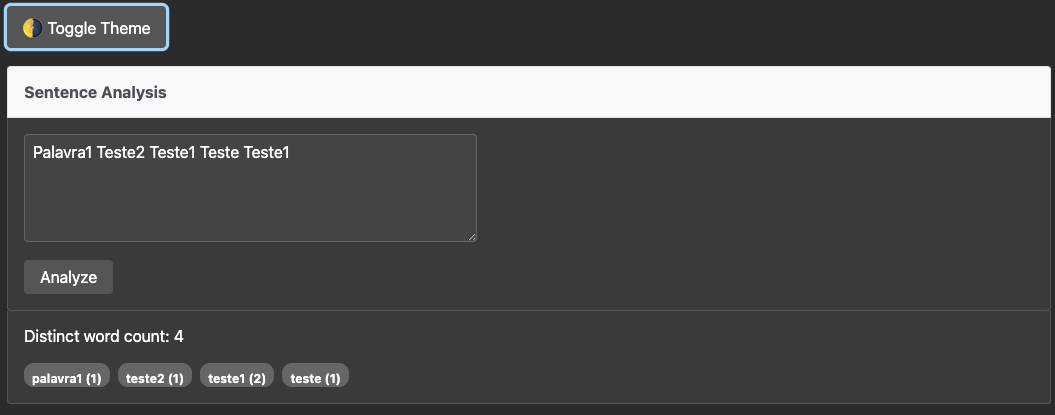 Toggle Theme
Sentence Analysis
Palavra1 Teste2 Teste1 Teste Teste1
Analyze
Distinct word count: 4
palavra1 (1) teste2 (1) teste1 (2) teste (1)